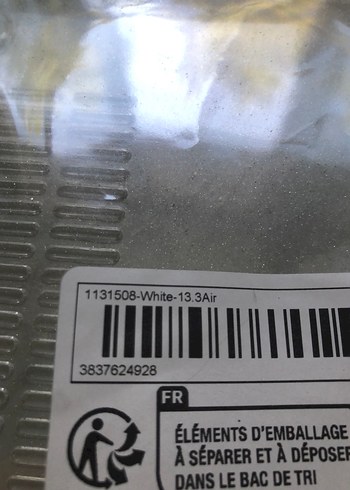 1131508-White-13.3Air
3837624928
FR
ÉLÉMENTS D'EMBALLAGE
À SÉPARER ET À DÉPOSER
DANS LE BAC DE TRI